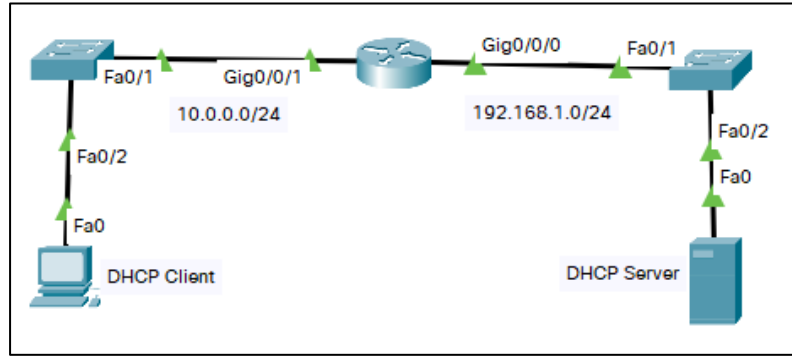 Gig0/0/0
Fa0/1
Fa0/1
Gig0/0/1
10.0.0.0/24
192.168.1.0/24
Fa0/2
Fa0/2
Fa0
Fa0
DHCP Client
DHCP Server